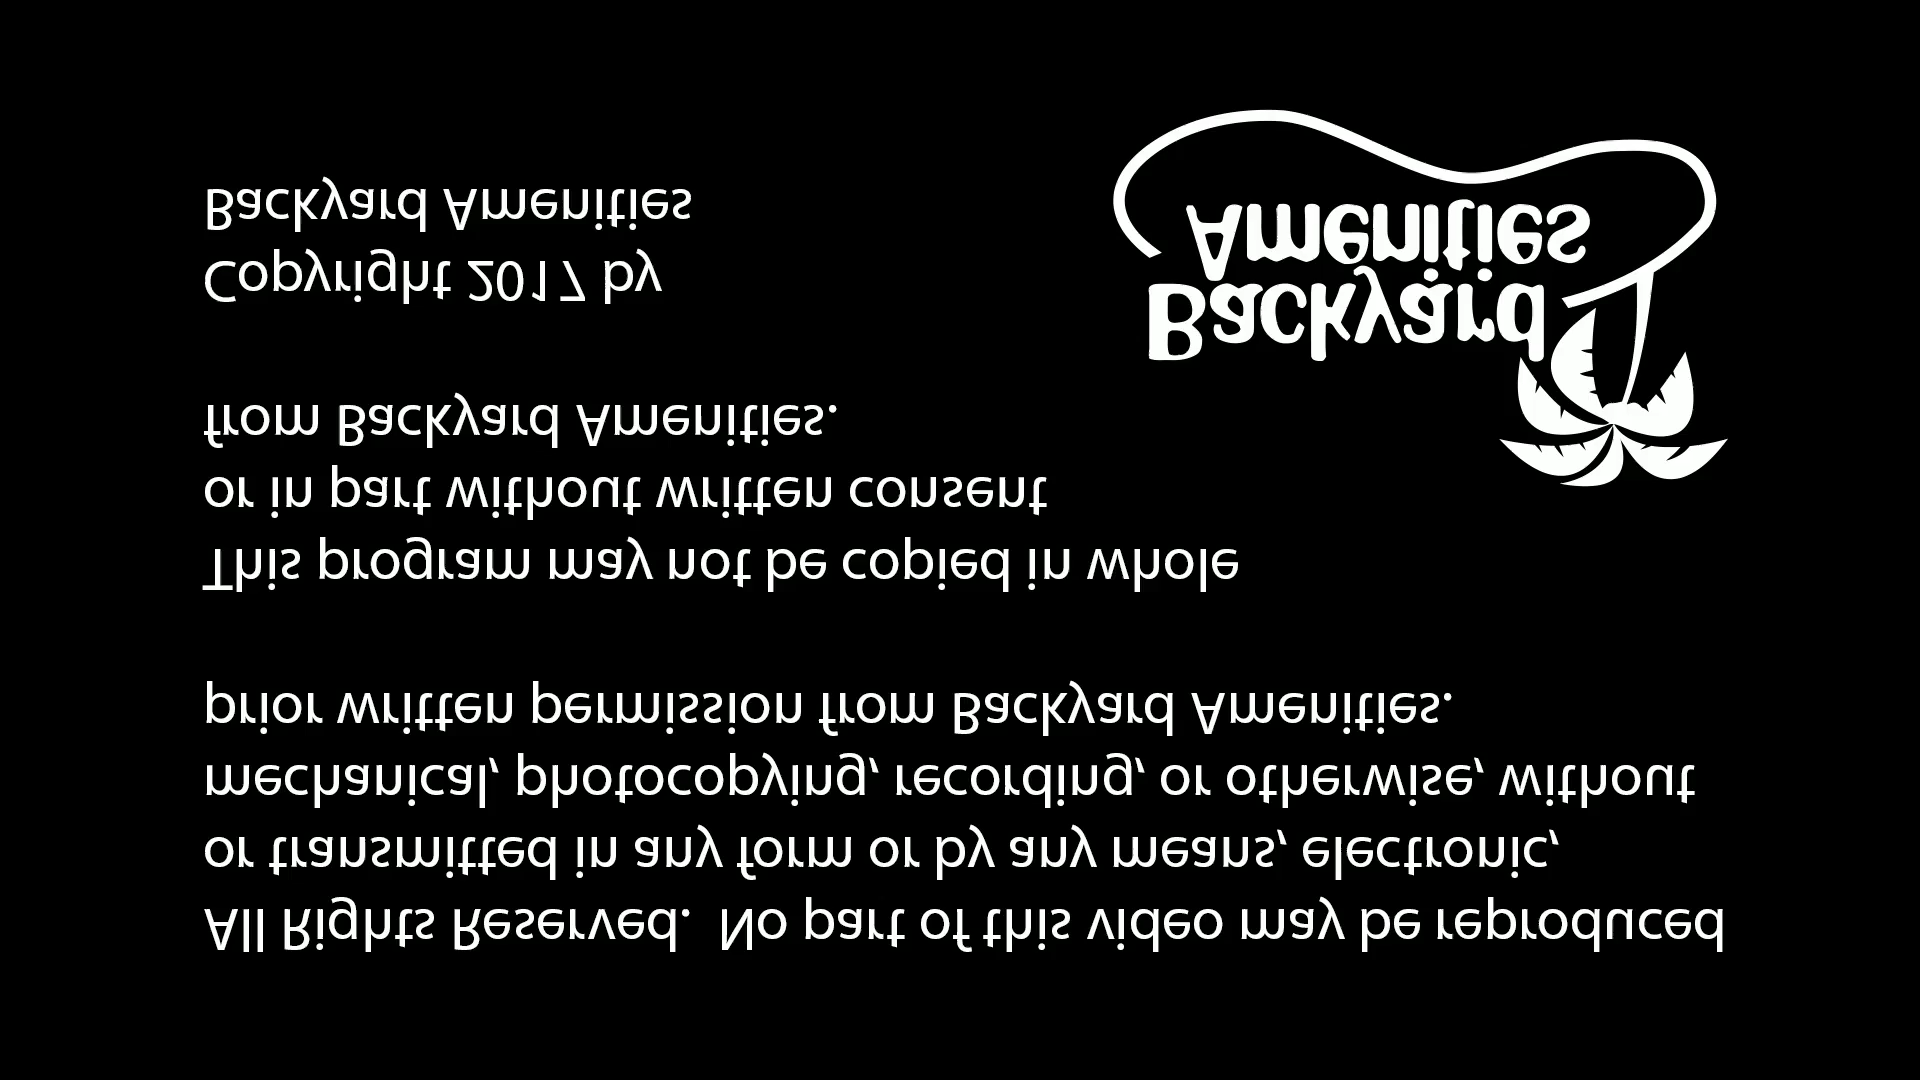 All Rights Reserved.  No part of this video may be reproduced
or transmitted in any form or by any means, electronic,
mechanical, photocopying, recording, or otherwise, without
prior written permission from Backyard Amenities.
This program may not be copied in whole
or in part without written consent
from Backyard Amenities.
Copyright 2017 by
Backyard Amenities
Backyard
Amenities